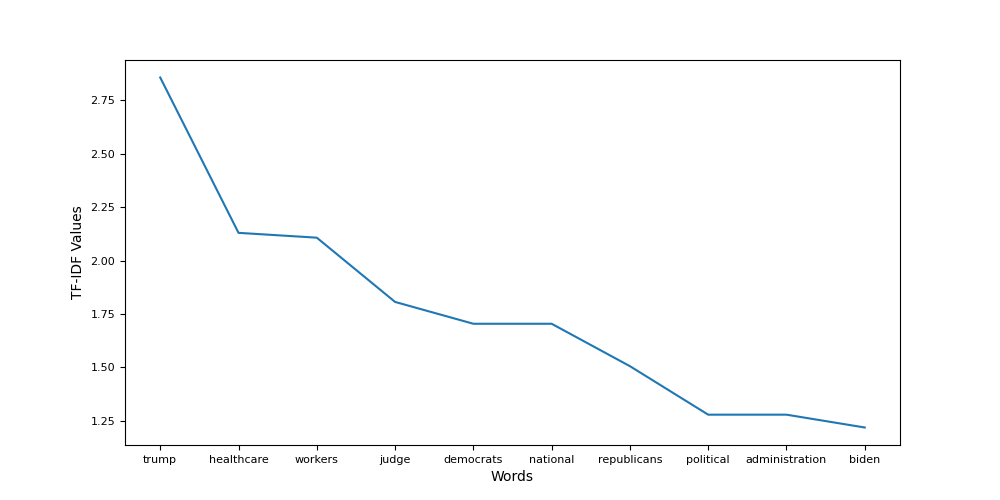 2.75
2.50
2.25
2.00
1.75
1.50
1.25
TF-IDF Values
trump healthcare workers judge democrats national republicans political administration biden
Words